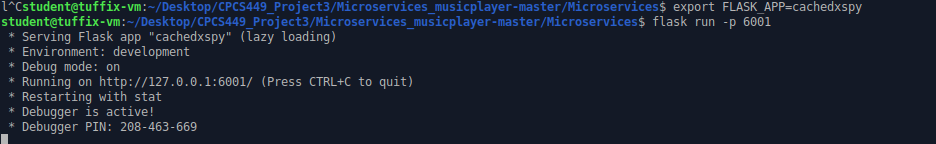 l^Cstudent@tuffix-vm:~/Desktop/CPCS449_Project3/Microservices_musicplayer-master/Microservices$ export FLASK_APP=cachedxspy
student@tuffix-vm:~/Desktop/CPCS449_Project3/Microservices_musicplayer-master/Microservices$ flask run -p 6001
 * Serving Flask app "cachedxspy" (lazy loading)
 * Environment: development
 * Debug mode: on
 * Running on http://127.0.0.1:6001/ (Press CTRL+C to quit)
 * Restarting with stat
 * Debugger is active!
 * Debugger PIN: 208-463-669